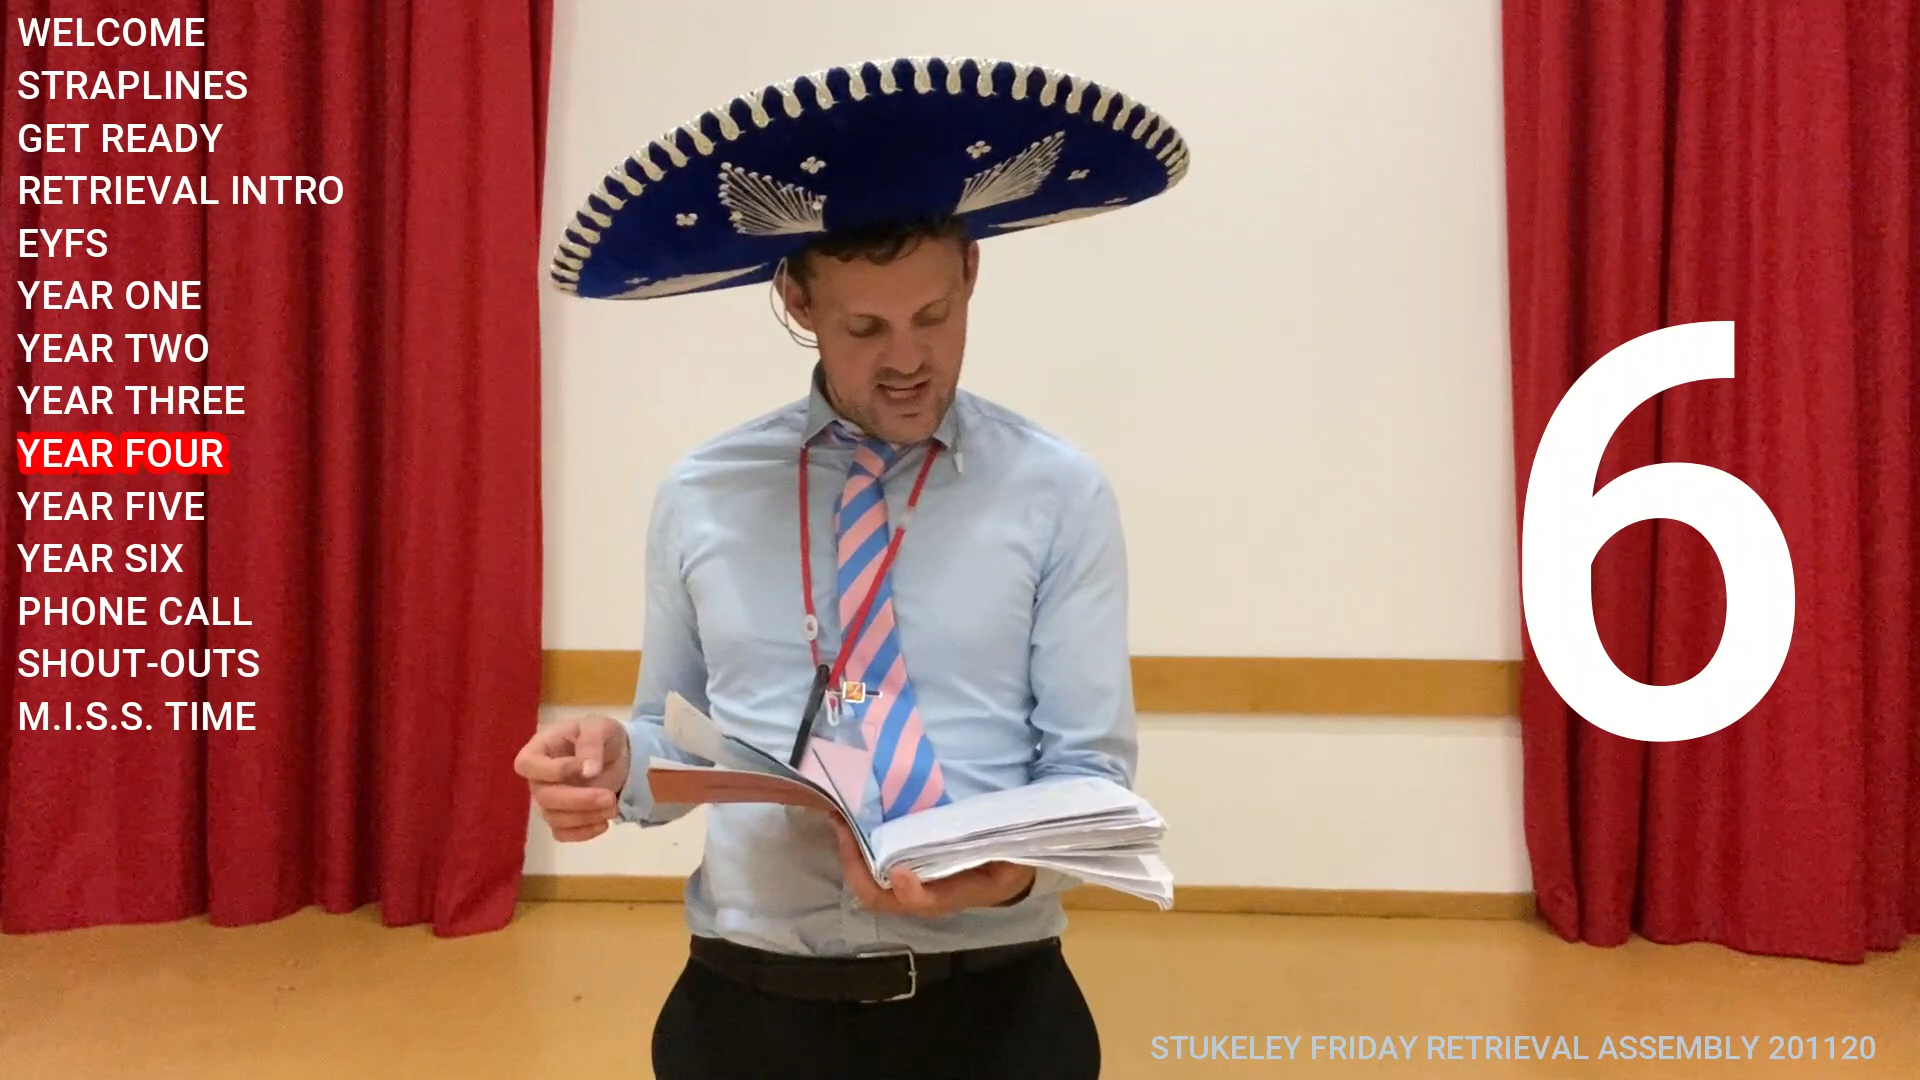 WELCOME
STRAPLINES
GET READY
RETRIEVAL INTRO
EYFS
YEAR ONE
YEAR TWO
YEAR THREE
YEAR FOUR
YEAR FIVE
YEAR SIX
PHONE CALL
SHOUT-OUTS
M.I.S.S. TIME
6
STUKELEY FRIDAY RETRIEVAL ASSEMBLY 201120